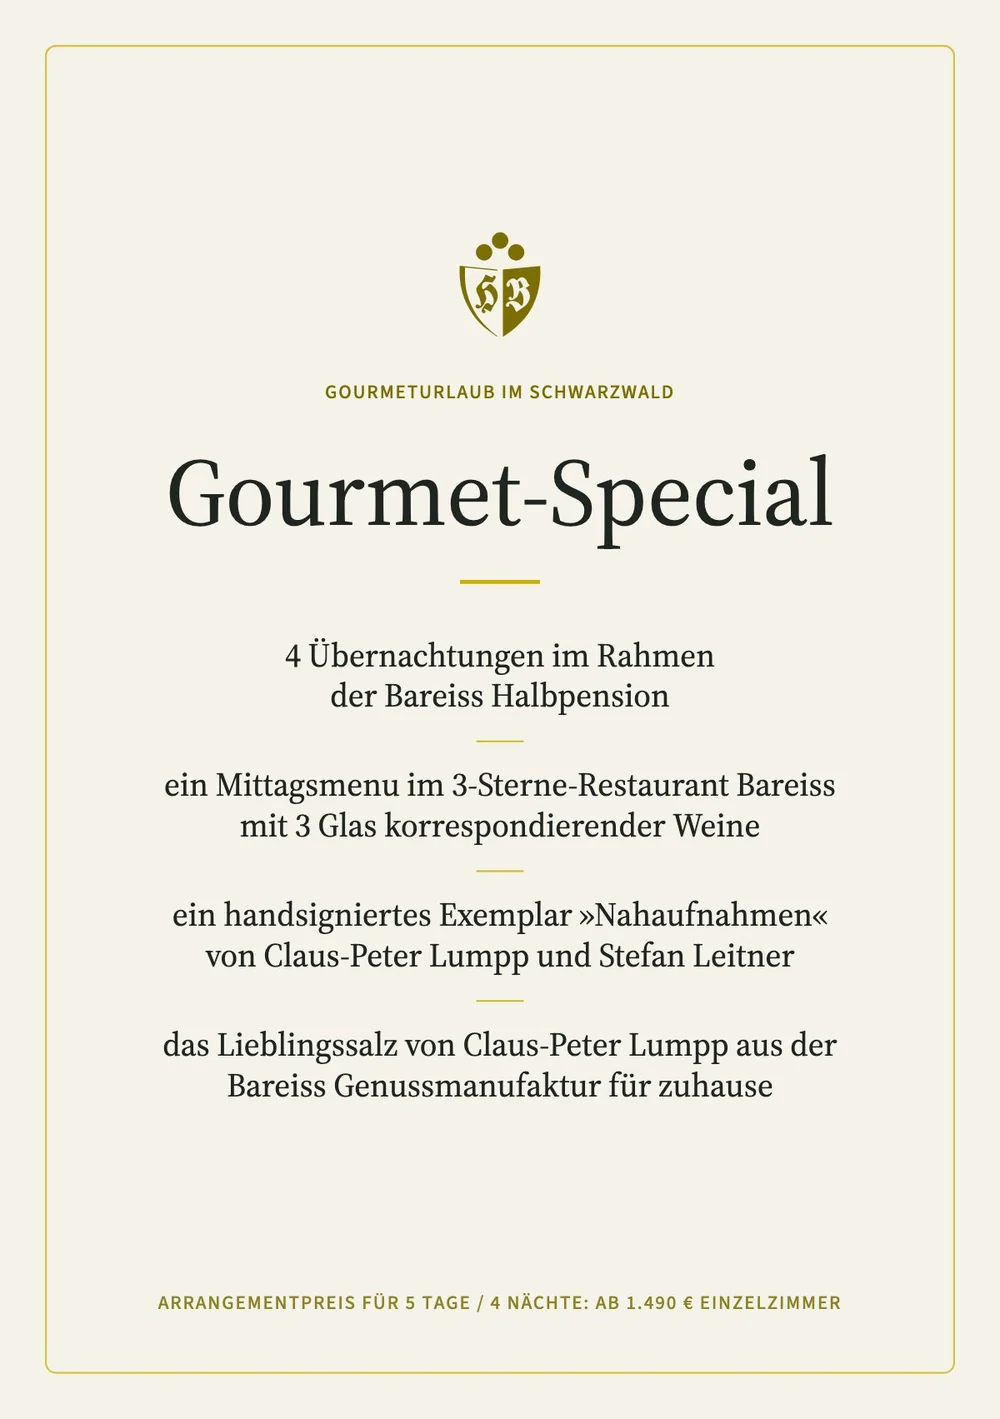 HB
GOURMETURLAUB IM SCHWARZWALD
Gourmet-Special
4 Übernachtungen im Rahmen
der Bareiss Halbpension
ein Mittagsmenu im 3-Sterne-Restaurant Bareiss
mit 3 Glas korrespondierender Weine
ein handsigniertes Exemplar »Nahaufnahmen«
von Claus-Peter Lumpp und Stefan Leitner
das Lieblingssalz von Claus-Peter Lumpp aus der
Bareiss Genussmanufaktur für zuhause
ARRANGEMENTPREIS FÜR 5 TAGE / 4 NÄCHTE: AB 1.490 € EINZELZIMMER